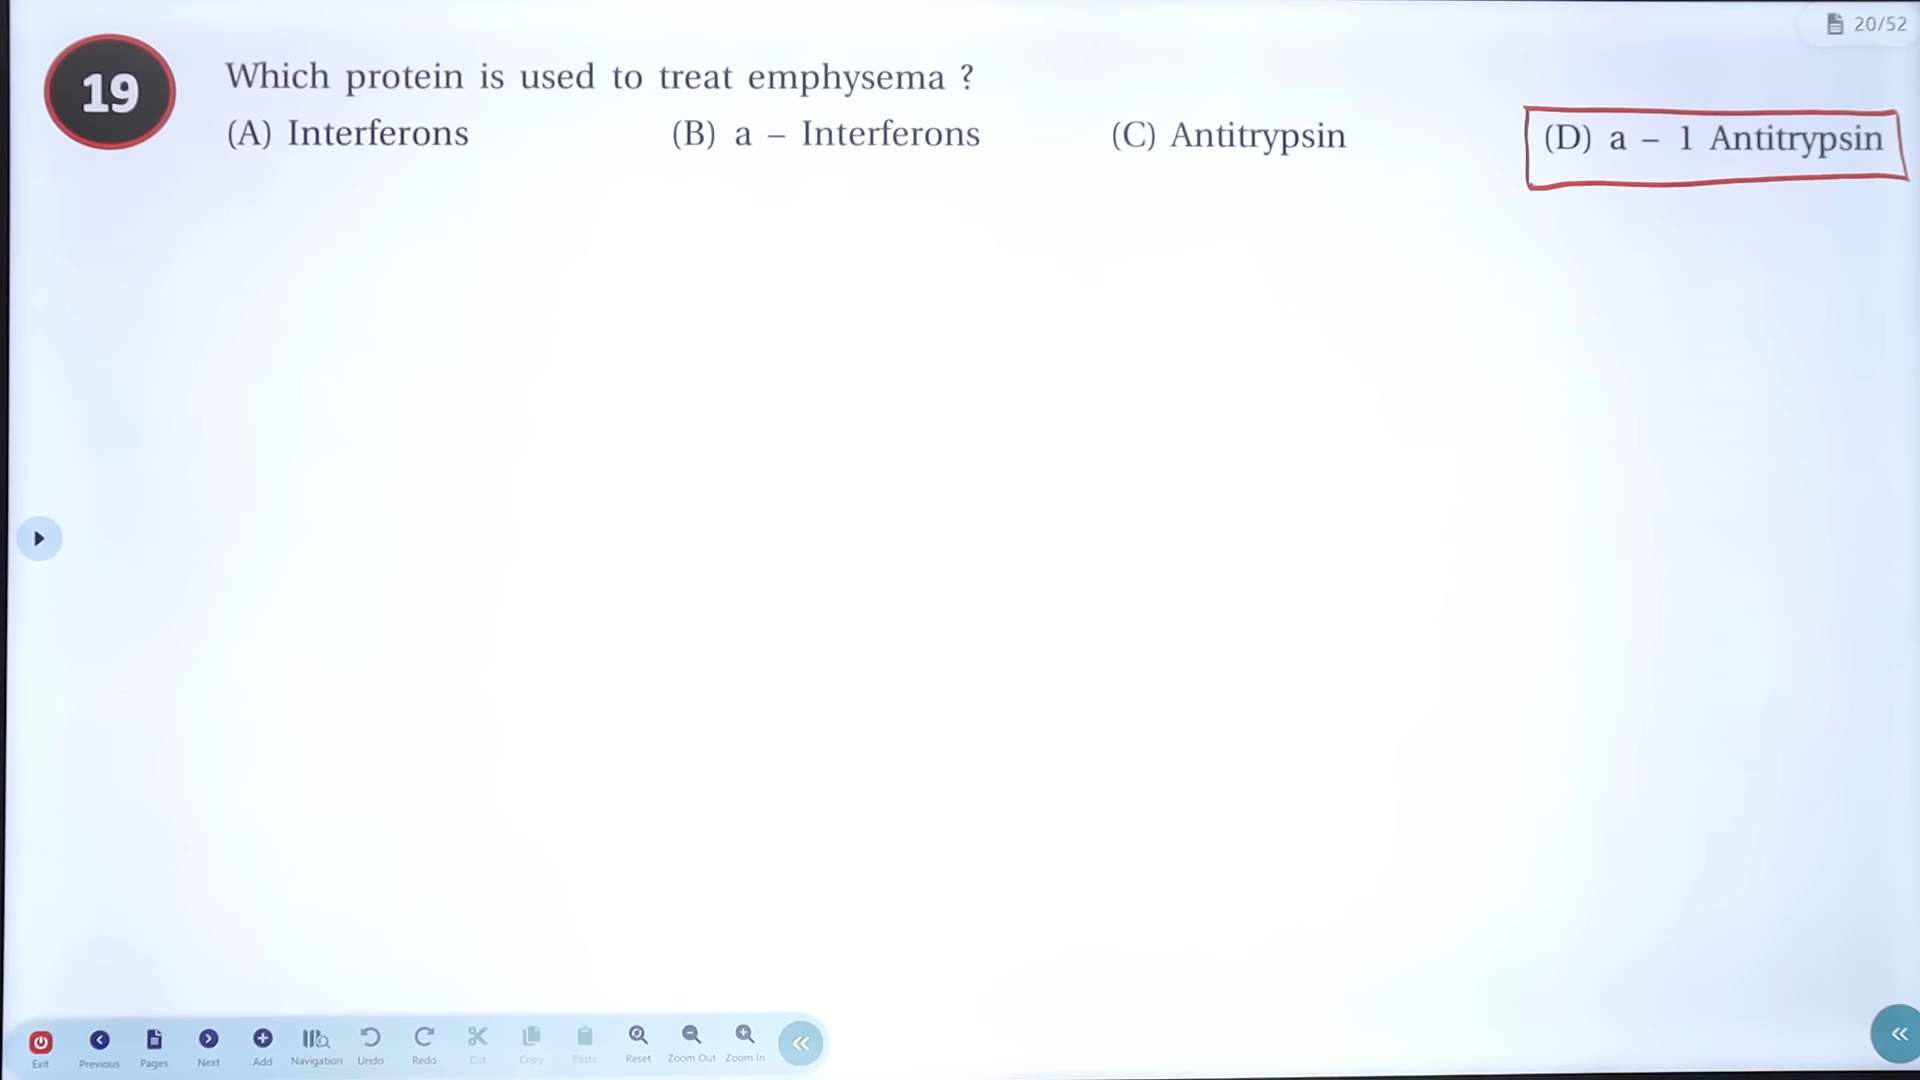 20/52
19
Which protein is used to treat emphysema ?
(A) Interferons (B) a – Interferons (C) Antitrypsin (D) a – 1 Antitrypsin
Exit Previous Pages Next Add Navigation Undo Redo Cut Copy Paste Reset Zoom Out Zoom In